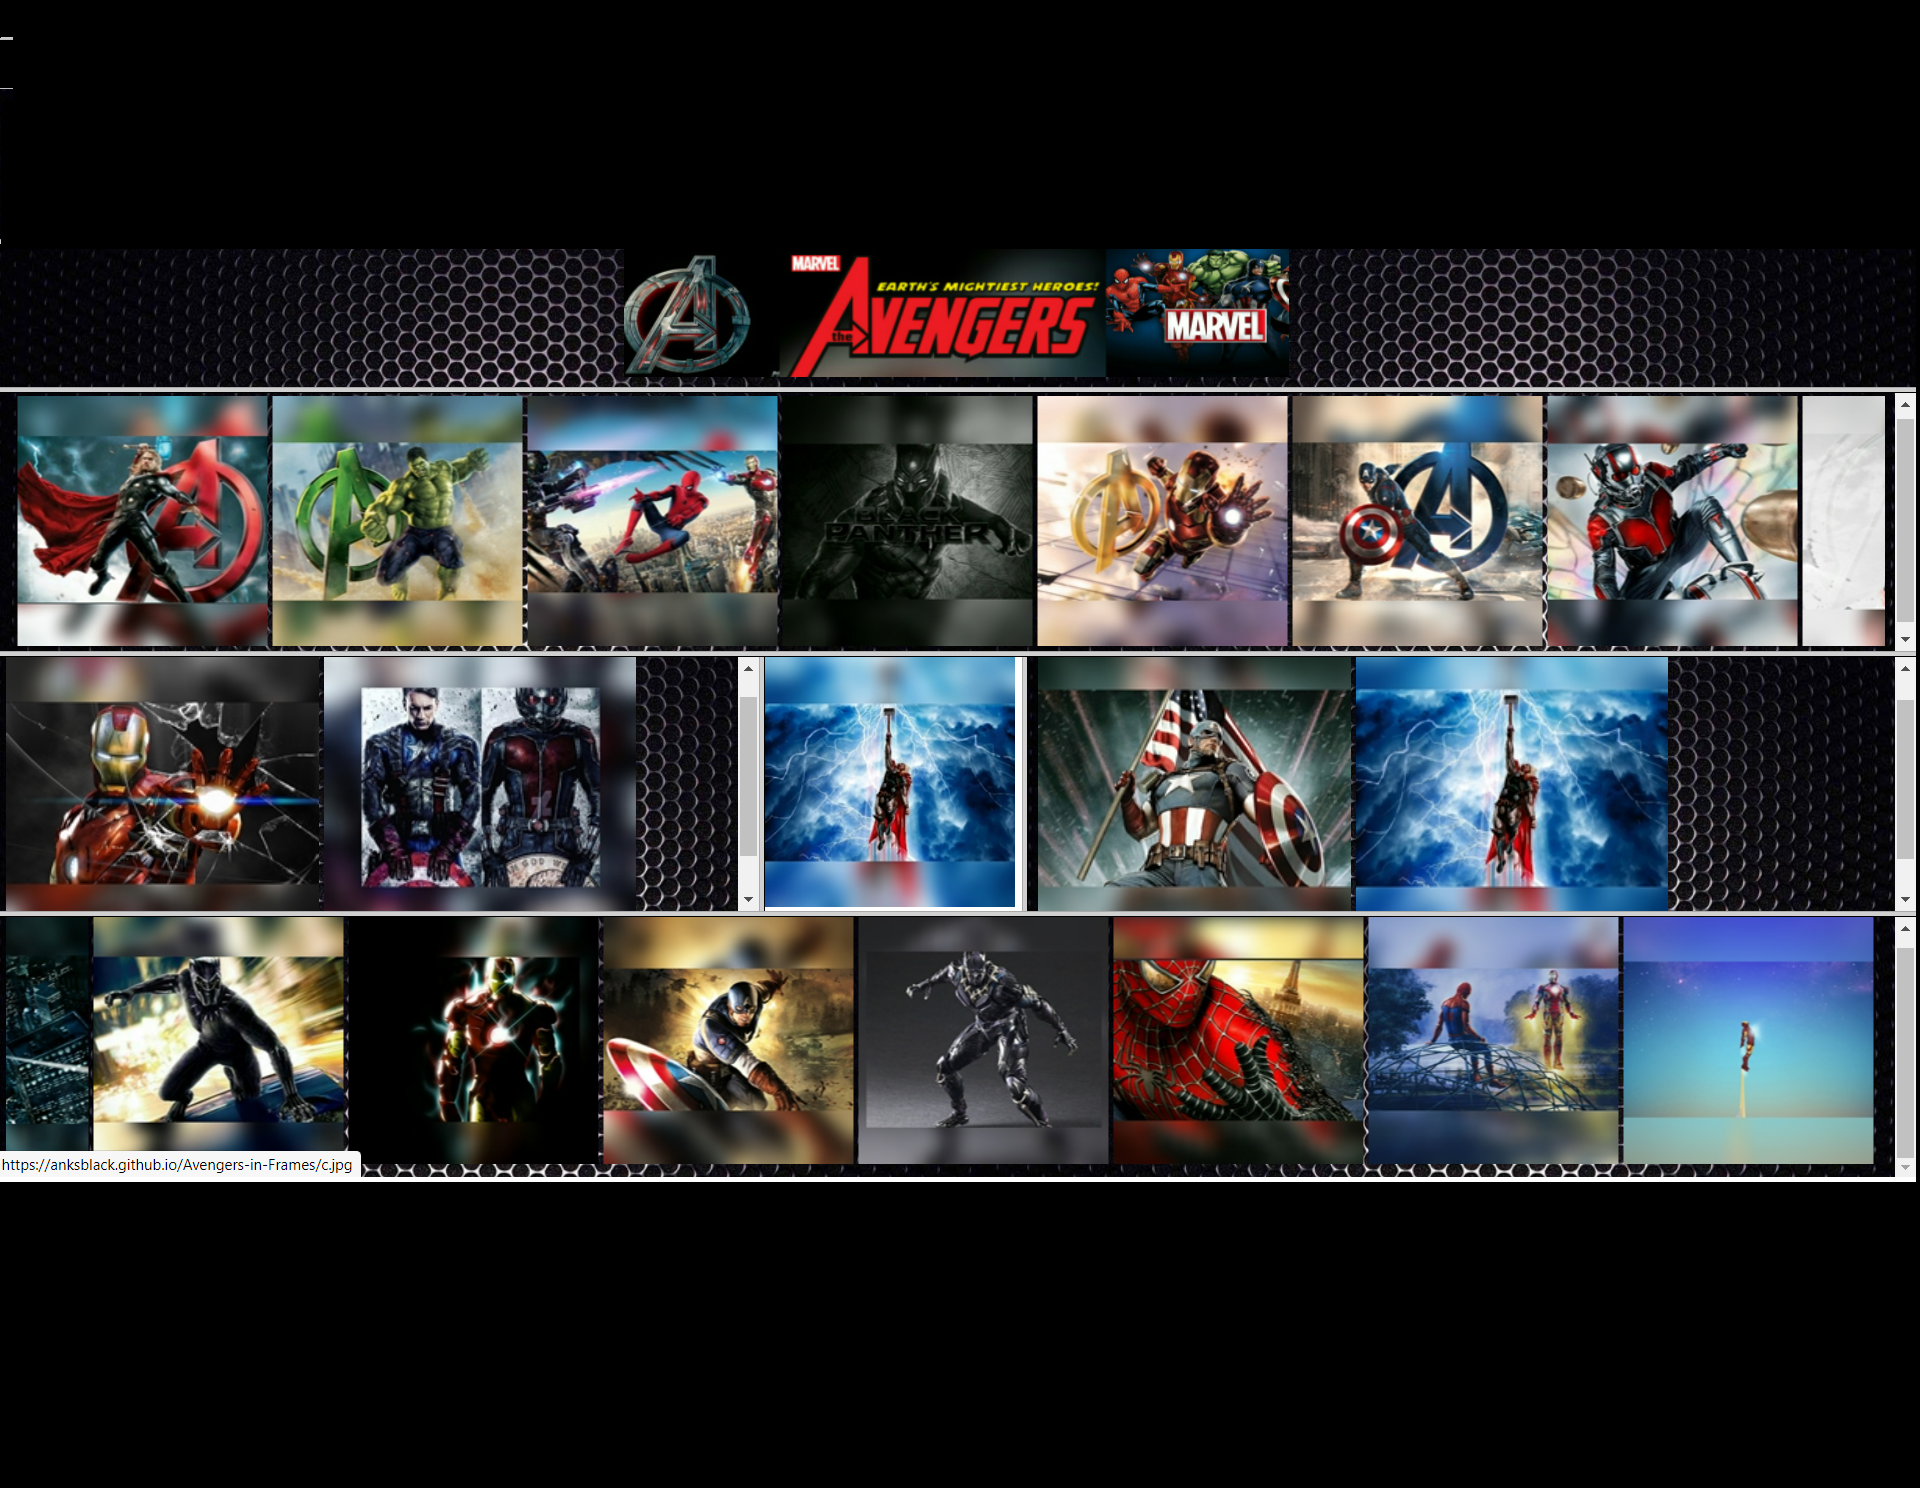 MARVEL
EARTH'S MIGHTIEST HEROES!
the AVENGERS
MARVEL
BLACK
PANTHER
https://anksblack.github.io/Avengers-in-Frames/c.jpg